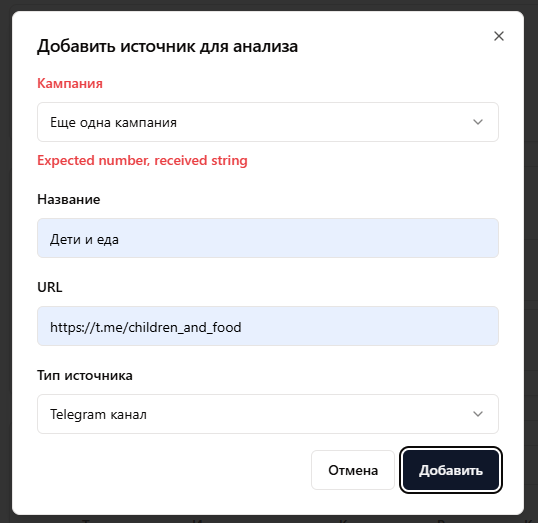 Добавить источник для анализа
Кампания
Еще одна кампания
Expected number, received string
Название
Дети и еда
URL
https://t.me/children_and_food
Тип источника
Telegram канал
Отмена
Добавить